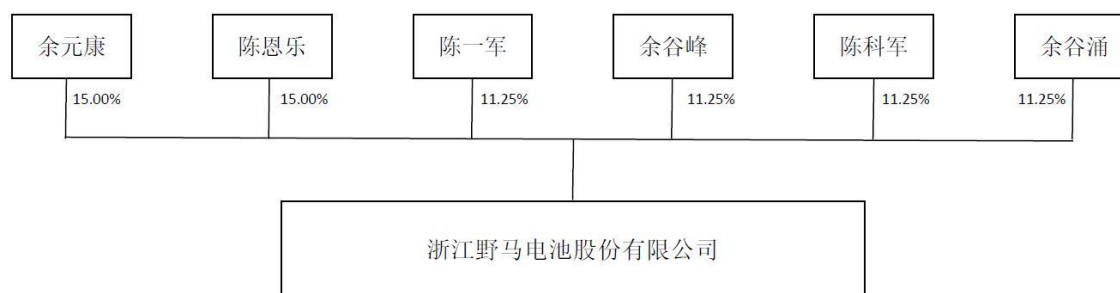 余元康
陈恩乐
陈一军
余谷峰
陈科军
余谷涌
15.00%
15.00%
11.25%
11.25%
11.25%
11.25%
浙江野马电池股份有限公司